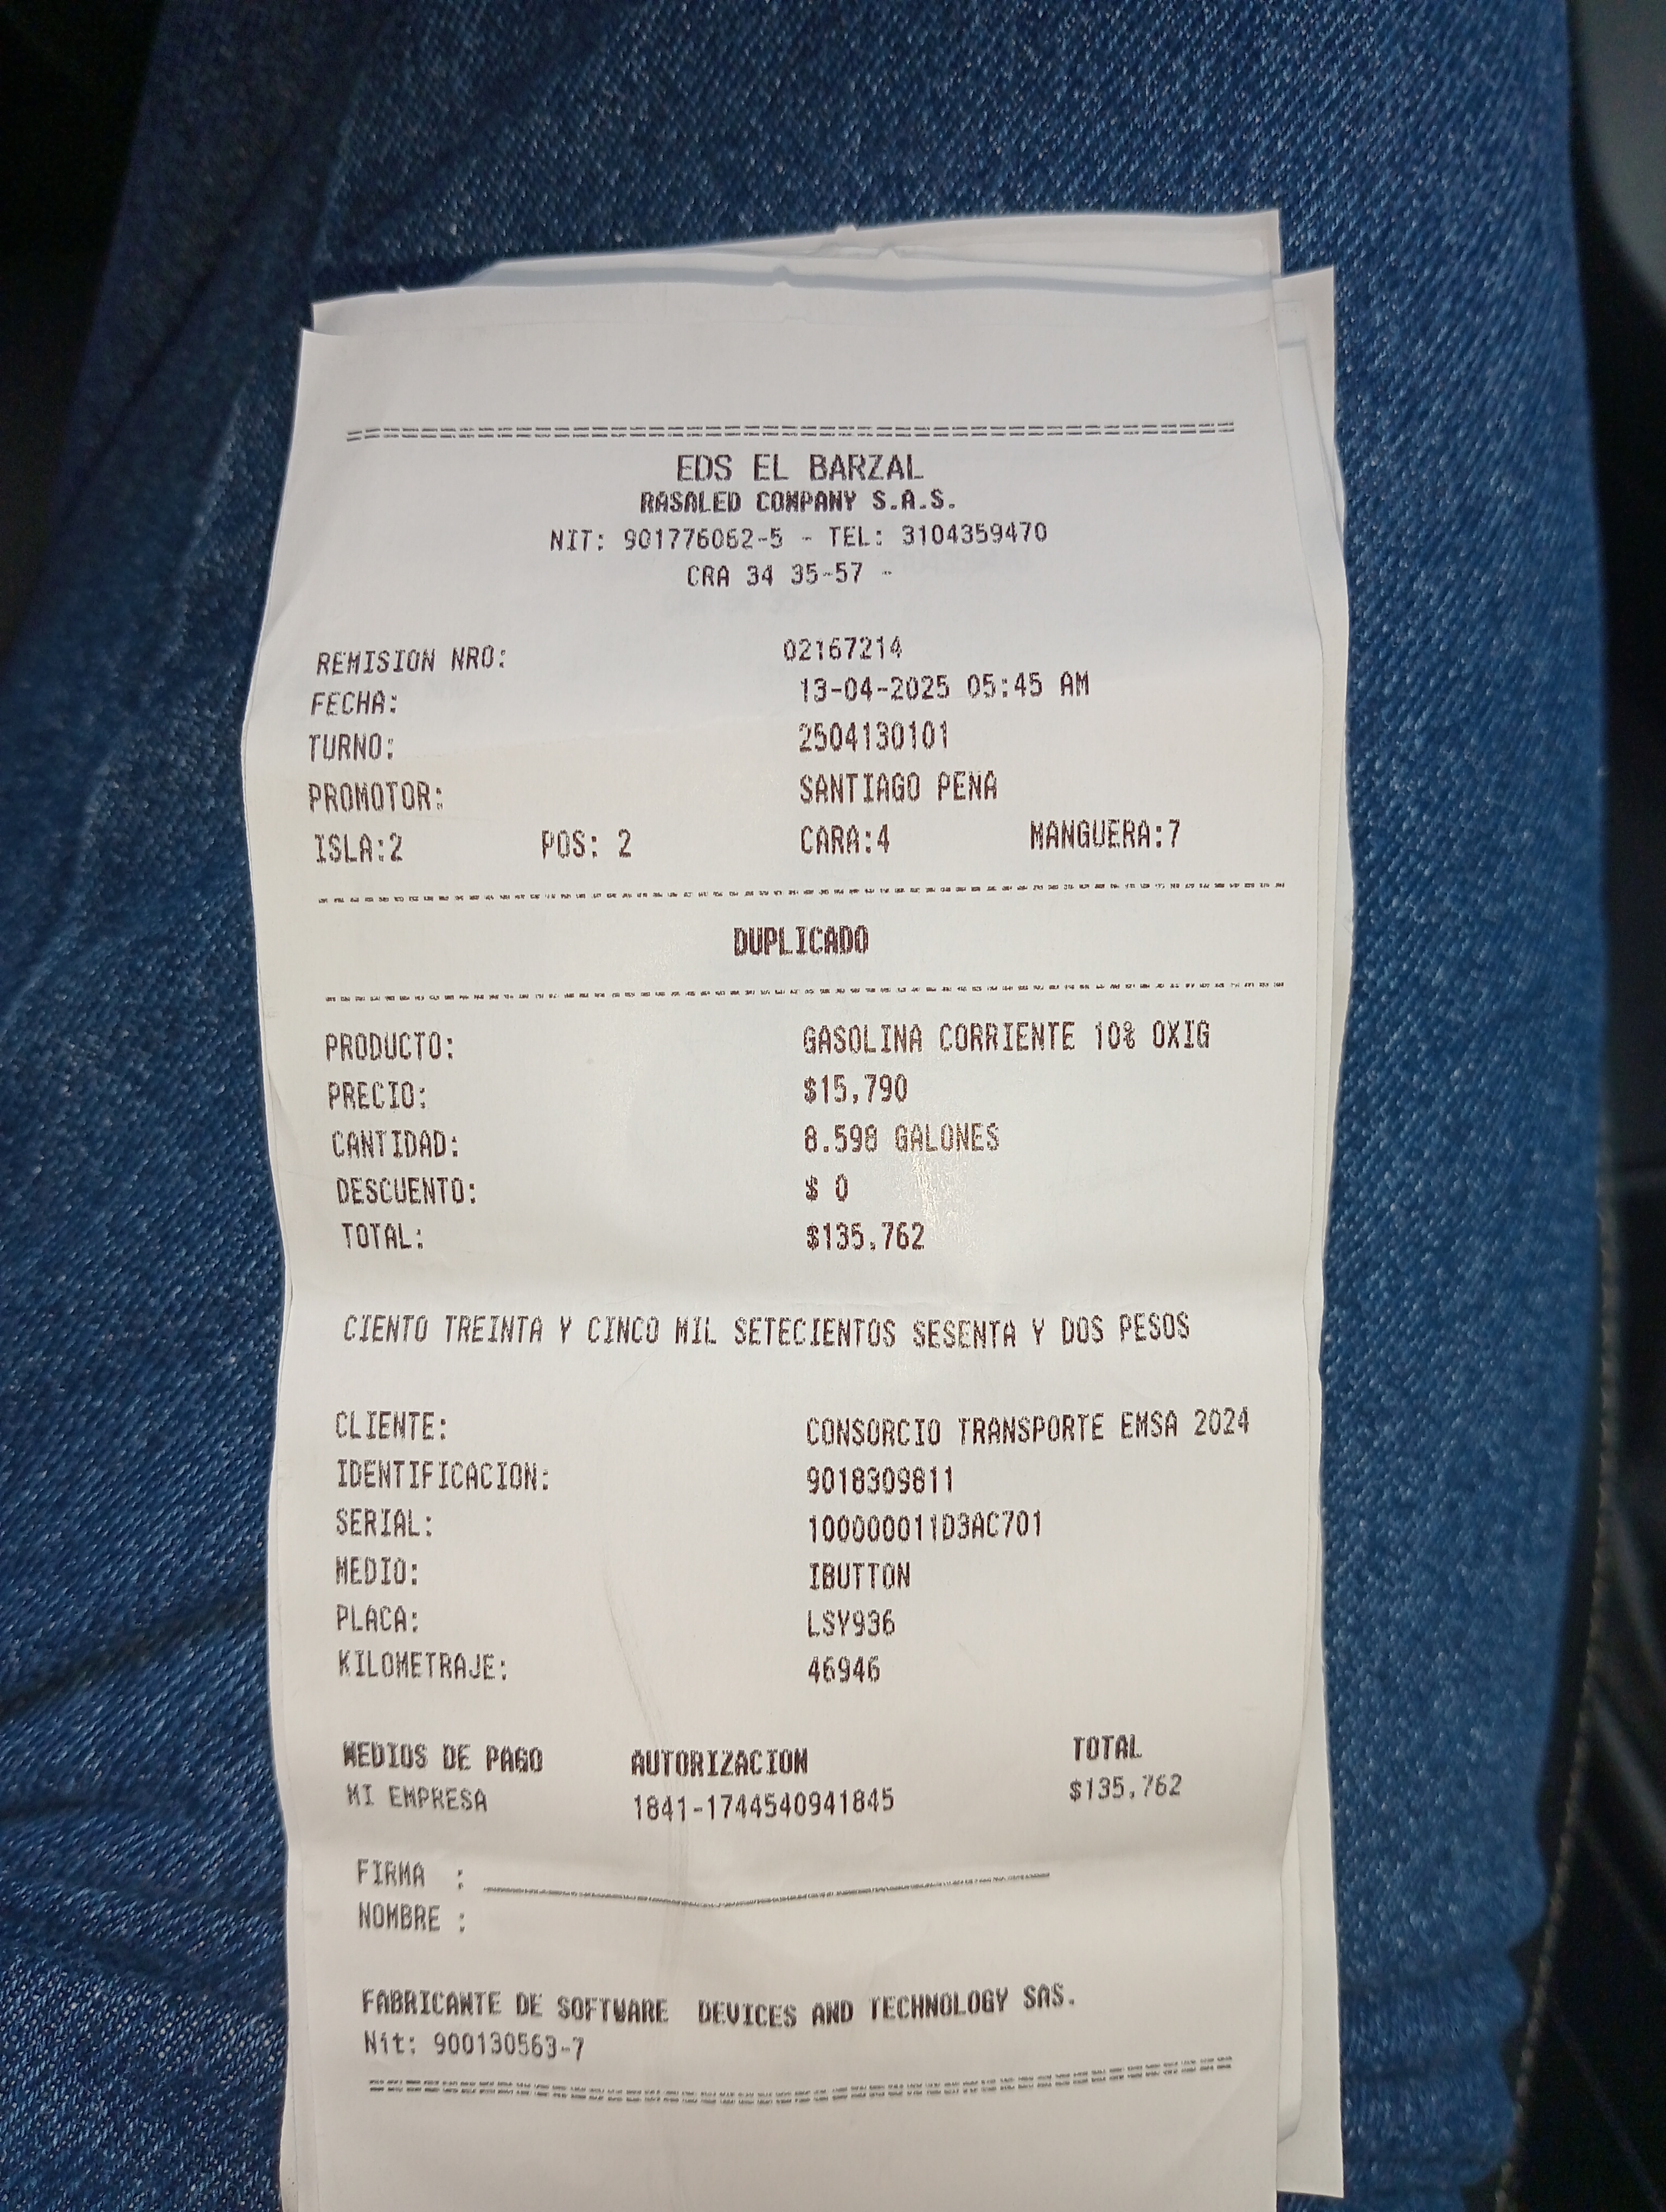 EDS EL BARZAL
RASALED COMPANY S.A.S.
NIT: 901776062-5 - TEL: 3104359470
CRA 34 35-57 -
REMISION NRO: 02167214
FECHA: 13-04-2025 05:45 AM
TURNO: 2504130101
PROMOTOR: SANTIAGO PENA
ISLA:2 POS: 2 CARA:4 MANGUERA:7
DUPLICADO
PRODUCTO: GASOLINA CORRIENTE 10% OXIG
PRECIO: $15,790
CANTIDAD: 8.598 GALONES
DESCUENTO: $ 0
TOTAL: $135,762
CIENTO TREINTA Y CINCO MIL SETECIENTOS SESENTA Y DOS PESOS
CLIENTE: CONSORCIO TRANSPORTE EMSA 2024
IDENTIFICACION: 9018309811
SERIAL: 100000011D3AC701
MEDIO: IBUTTON
PLACA: LSY936
KILOMETRAJE: 46946
MEDIOS DE PAGO AUTORIZACION TOTAL
MI EMPRESA 1841-1744540941845 $135,762
FIRMA :
NOMBRE :
FABRICANTE DE SOFTWARE DEVICES AND TECHNOLOGY SAS.
Nit: 900130563-7